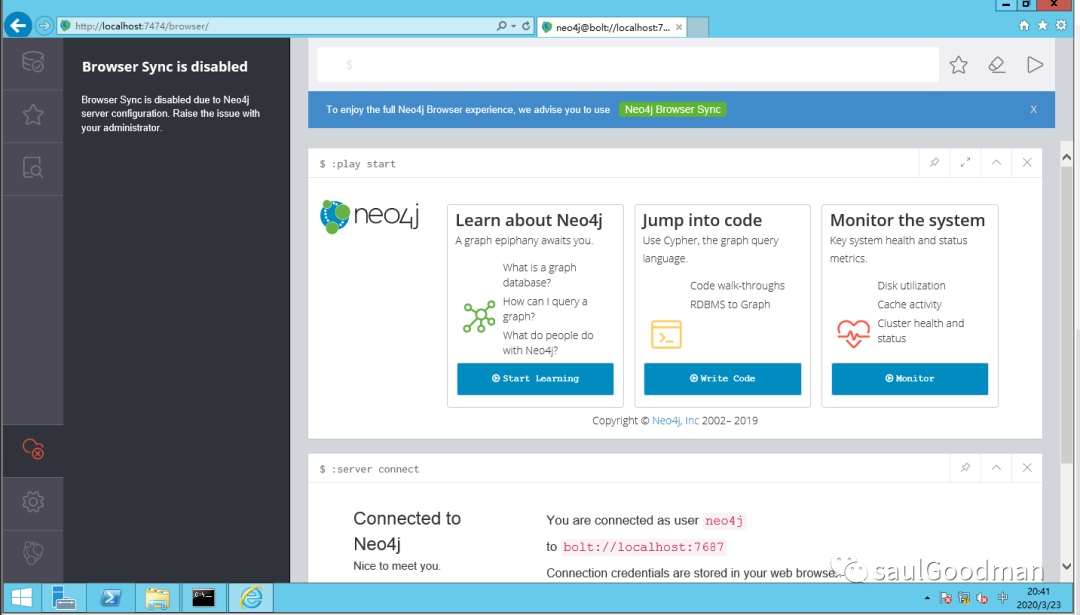 http://localhost:7474/browser/
neo4j@bolt://localhost:7...
Browser Sync is disabled
Browser Sync is disabled due to Neo4j
server configuration. Raise the issue with
your administrator.
$
To enjoy the full Neo4j Browser experience, we advise you to use Neo4j Browser Sync
X
$ :play start
neo4j
Learn about Neo4j
A graph epiphany awaits you.
What is a graph
database?
How can I query a
graph?
What do people do
with Neo4j?
Start Learning
Jump into code
Use Cypher, the graph query
language.
Code walk-throughs
RDBMS to Graph
Write Code
Monitor the system
Key system health and status
metrics.
Disk utilization
Cache activity
Cluster health and
status
Monitor
Copyright © Neo4j, Inc 2002– 2019
$ :server connect
Connected to
Neo4j
Nice to meet you.
You are connected as user neo4j
to bolt://localhost:7687
Connection credentials are stored in your web browser
saulGoodman
中
20:41
2020/3/23